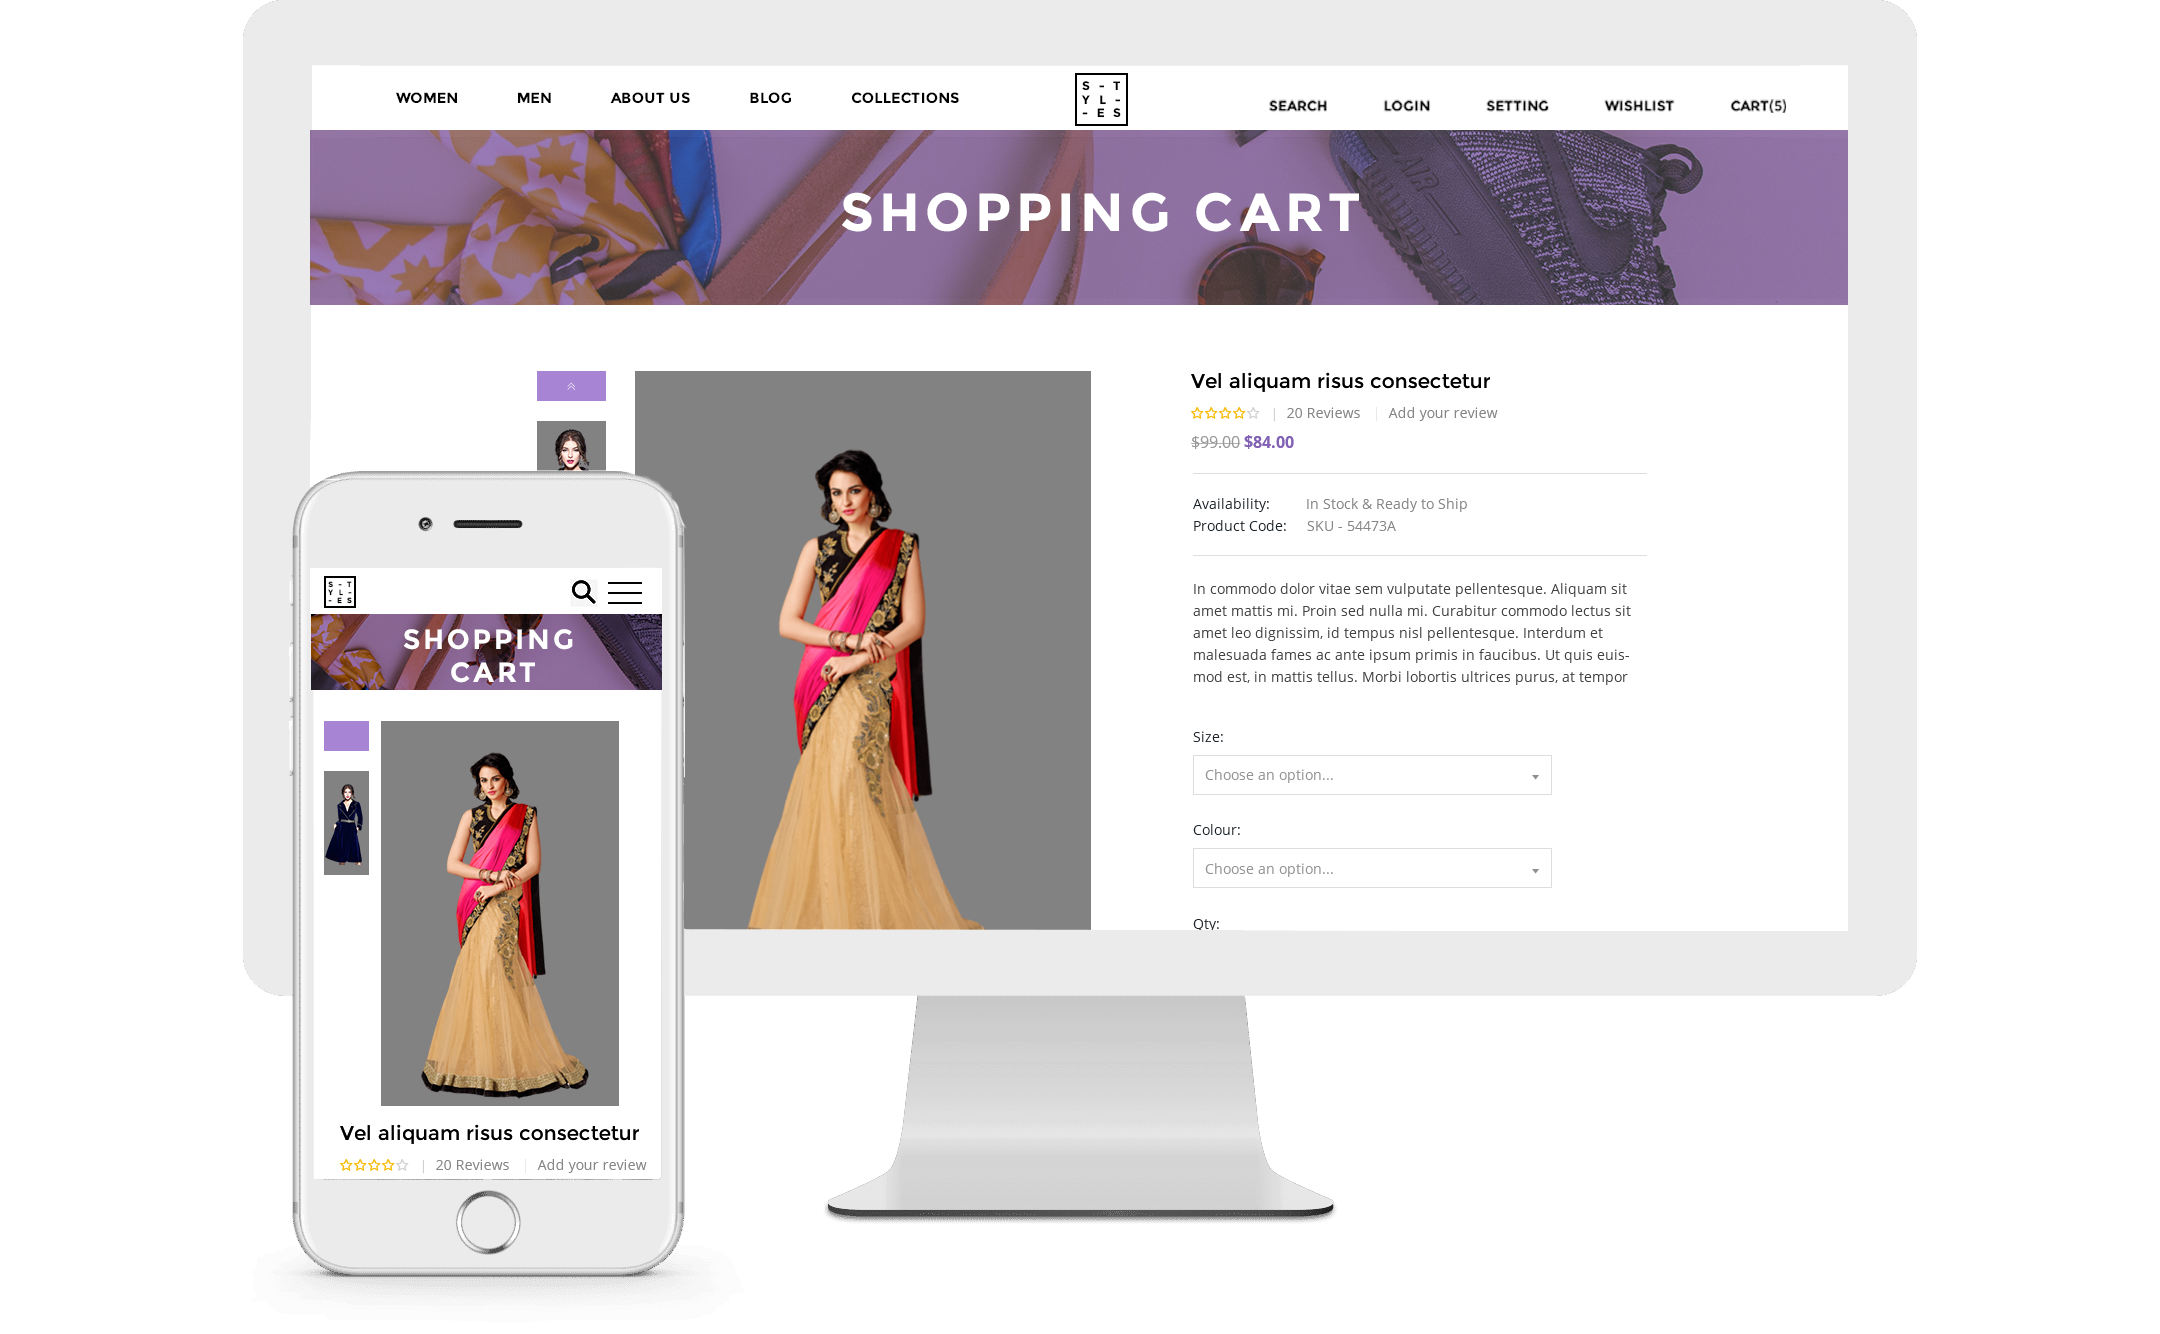 WOMEN MEN ABOUT US BLOG COLLECTIONS
S - T
Y L -
- E S
SEARCH LOGIN SETTING WISHLIST CART(5)
AIR
SHOPPING CART
Vel aliquam risus consectetur
20 Reviews | Add your review
$99.00 $84.00
Availability: In Stock & Ready to Ship
Product Code: SKU - 54473A
In commodo dolor vitae sem vulputate pellentesque. Aliquam sit
amet mattis mi. Proin sed nulla mi. Curabitur commodo lectus sit
amet leo dignissim, id tempus nisl pellentesque. Interdum et
malesuada fames ac ante ipsum primis in faucibus. Ut quis euis-
mod est, in mattis tellus. Morbi lobortis ultrices purus, at tempor
Size:
Choose an option...
Colour:
Choose an option...
Qty:
S - T
Y L -
- E S
SHOPPING
CART
Vel aliquam risus consectetur
20 Reviews | Add your review